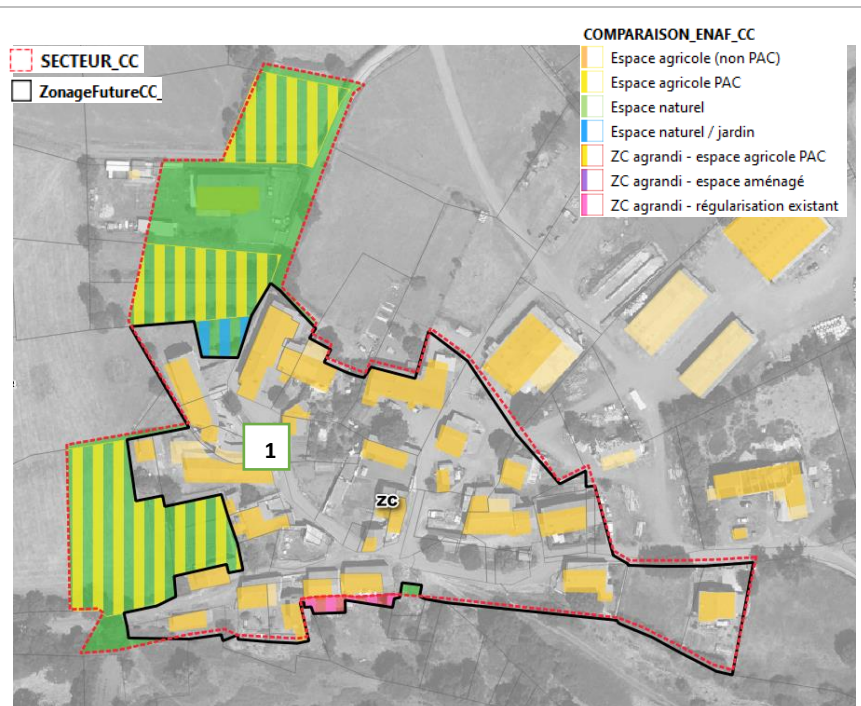 COMPARAISON_ENAF_CC
SECTEUR_CC
ZonageFutureCC_
Espace agricole (non PAC)
Espace agricole PAC
Espace naturel
Espace naturel / jardin
ZC agrandi - espace agricole PAC
ZC agrandi - espace aménagé
ZC agrandi - régularisation existant
1
ZC